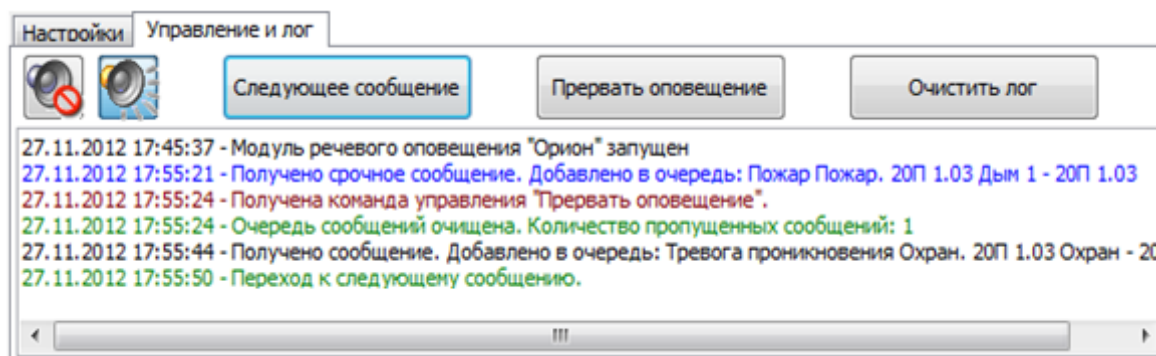 Настройки Управление и лог
Следующее сообщение Прервать оповещение Очистить лог
27.11.2012 17:45:37 - Модуль речевого оповещения "Орион" запущен
27.11.2012 17:55:21 - Получено срочное сообщение. Добавлено в очередь: Пожар Пожар. 20П 1.03 Дым 1 - 20П 1.03
27.11.2012 17:55:24 - Получена команда управления "Прервать оповещение".
27.11.2012 17:55:24 - Очередь сообщений очищена. Количество пропущенных сообщений: 1
27.11.2012 17:55:44 - Получено сообщение. Добавлено в очередь: Тревога проникновения Охран. 20П 1.03 Охран - 20
27.11.2012 17:55:50 - Переход к следующему сообщению.